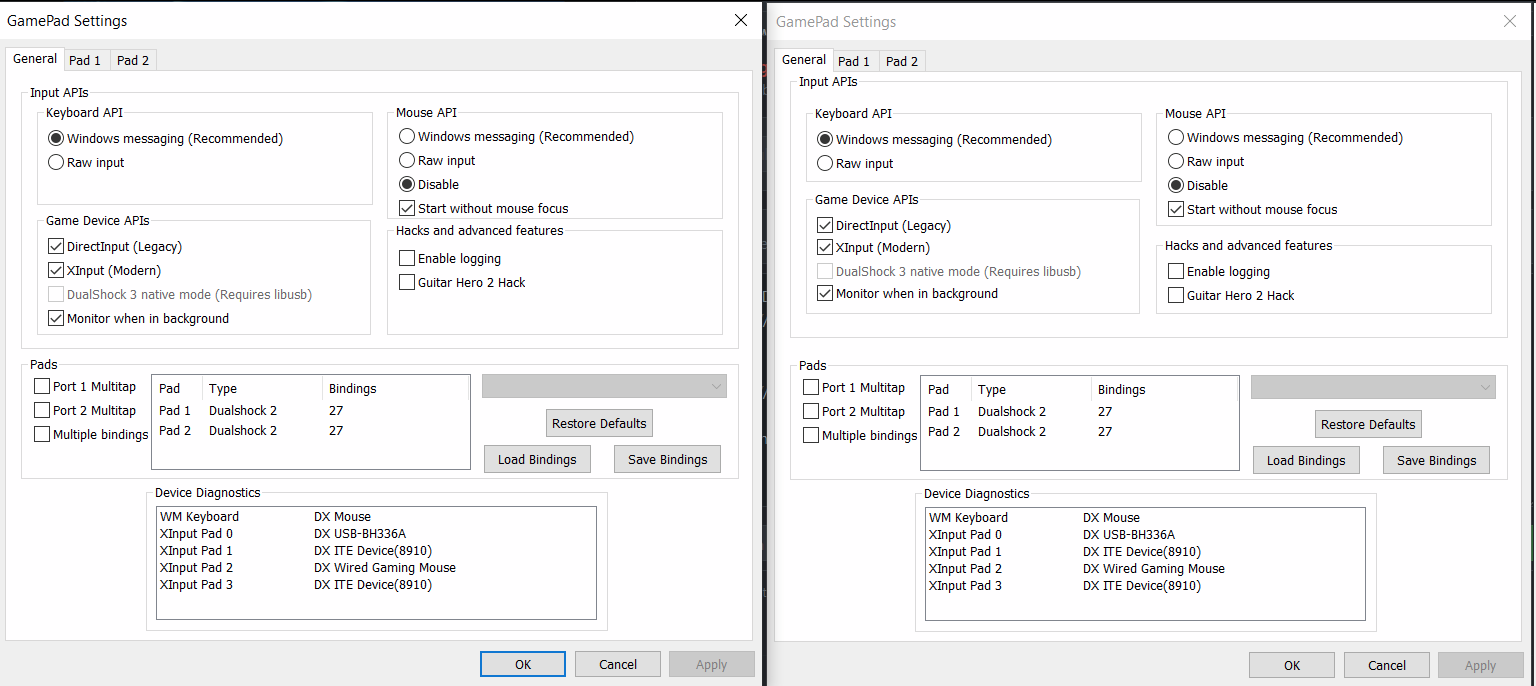 GamePad Settings
General Pad 1 Pad 2
Input APIs
Keyboard API
Windows messaging (Recommended)
Raw input
Mouse API
Windows messaging (Recommended)
Raw input
Disable
Start without mouse focus
Game Device APIs
DirectInput (Legacy)
XInput (Modern)
DualShock 3 native mode (Requires libusb)
Monitor when in background
Hacks and advanced features
Enable logging
Guitar Hero 2 Hack
Pads
Port 1 Multitap
Port 2 Multitap
Multiple bindings
Pad Type Bindings
Pad 1 Dualshock 2 27
Pad 2 Dualshock 2 27
Restore Defaults
Load Bindings Save Bindings
Device Diagnostics
WM Keyboard DX Mouse
XInput Pad 0 DX USB-BH336A
XInput Pad 1 DX ITE Device(8910)
XInput Pad 2 DX Wired Gaming Mouse
XInput Pad 3 DX ITE Device(8910)
OK Cancel Apply
GamePad Settings
General Pad 1 Pad 2
Input APIs
Keyboard API
Windows messaging (Recommended)
Raw input
Mouse API
Windows messaging (Recommended)
Raw input
Disable
Start without mouse focus
Game Device APIs
DirectInput (Legacy)
XInput (Modern)
DualShock 3 native mode (Requires libusb)
Monitor when in background
Hacks and advanced features
Enable logging
Guitar Hero 2 Hack
Pads
Port 1 Multitap
Port 2 Multitap
Multiple bindings
Pad Type Bindings
Pad 1 Dualshock 2 27
Pad 2 Dualshock 2 27
Restore Defaults
Load Bindings Save Bindings
Device Diagnostics
WM Keyboard DX Mouse
XInput Pad 0 DX USB-BH336A
XInput Pad 1 DX ITE Device(8910)
XInput Pad 2 DX Wired Gaming Mouse
XInput Pad 3 DX ITE Device(8910)
OK Cancel Apply